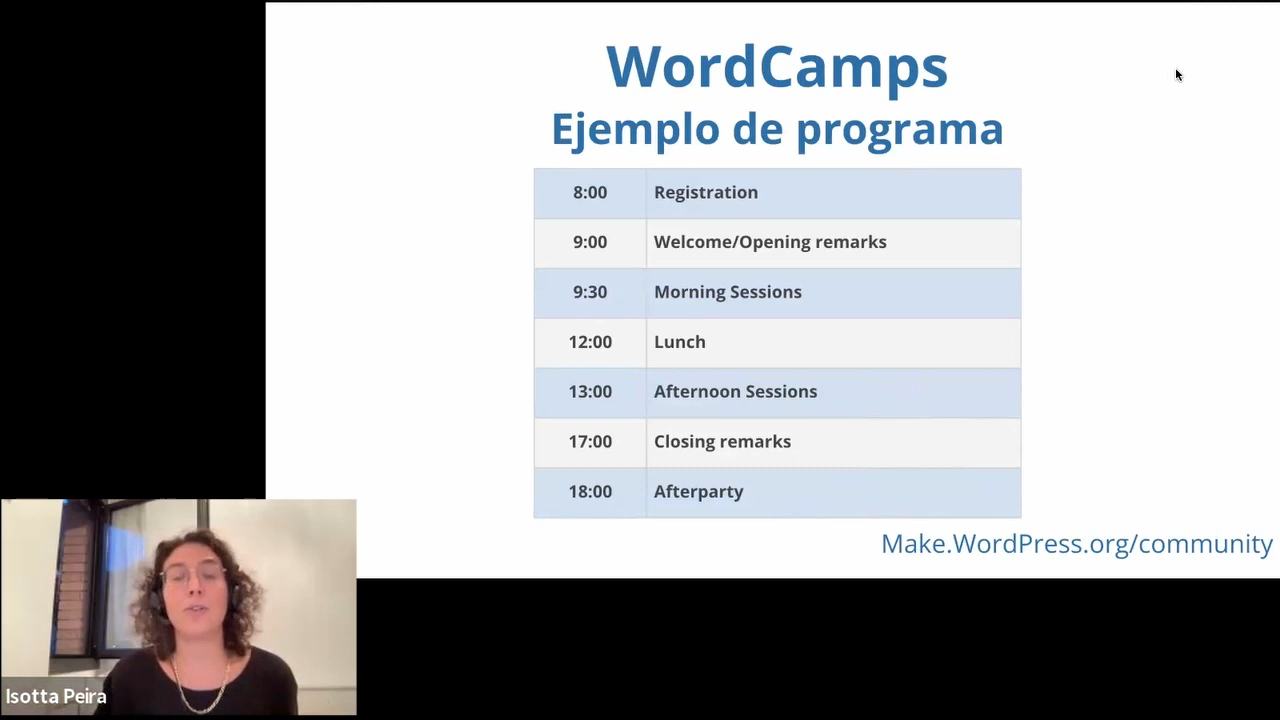 WordCamps
Ejemplo de programa
8:00 Registration
9:00 Welcome/Opening remarks
9:30 Morning Sessions
12:00 Lunch
13:00 Afternoon Sessions
17:00 Closing remarks
18:00 Afterparty
Make.WordPress.org/community
Isotta Peira